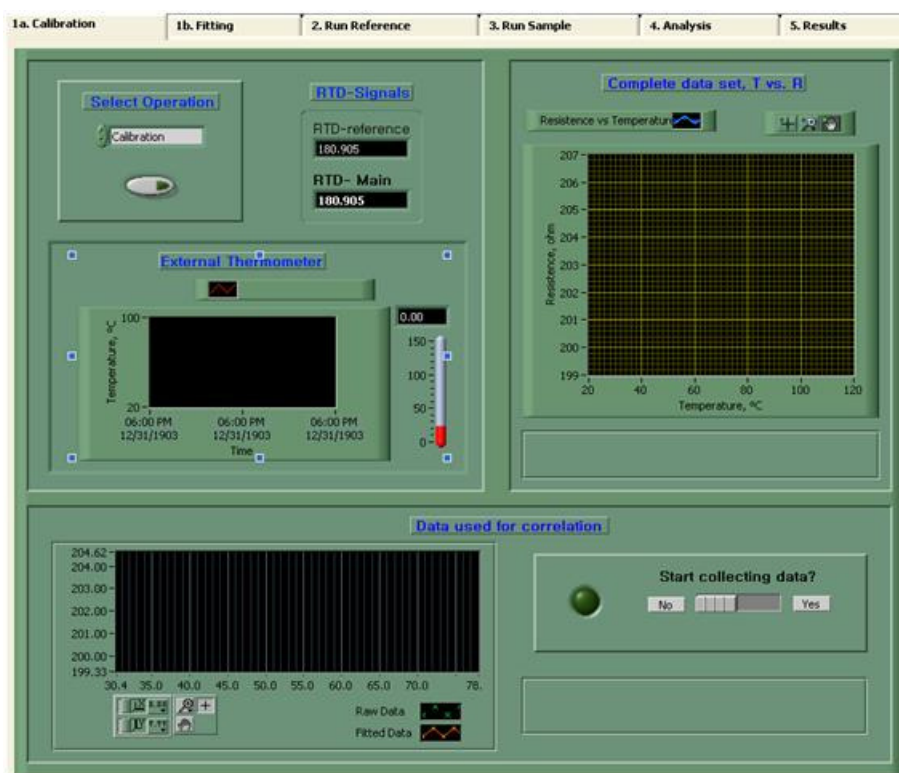 1a. Calibration
1b. Fitting
2. Run Reference
3. Run Sample
4. Analysis
5. Results
Select Operation
Calibration
RTD-Signals
RTD-reference
180.905
RTD- Main
180.905
External Thermometer
0.00
Temperature, ºC
100
20
06:00 PM
12/31/1903
06:00 PM
12/31/1903
06:00 PM
12/31/1903
Time
150
100
50
0
Complete data set, T vs. R
Resistence vs Temperature
Resistence, ohm
207
206
205
204
203
202
201
200
199
20
40
60
80
100
120
Temperature, ºC
Data used for correlation
204.62
204.00
203.00
202.00
201.00
200.00
199.33
30.4
35.0
40.0
45.0
50.0
55.0
60.0
65.0
70.0
78.
Raw Data
Fitted Data
Start collecting data?
No
Yes